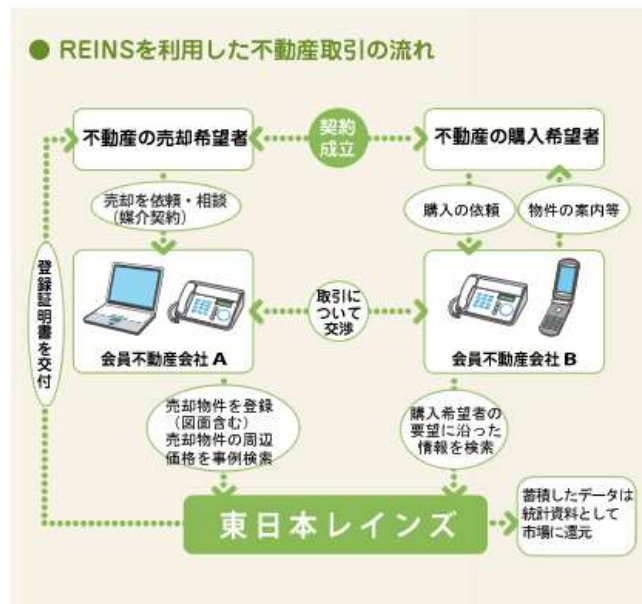 ● REINSを利用した不動産取引の流れ
不動産の売却希望者
契約
成立
不動産の購入希望者
売却を依頼・相談
(媒介契約)
購入の依頼
物件の案内等
登録証明書を交付
取引に
ついて
交渉
会員不動産会社 A
会員不動産会社 B
売却物件を登録
(図面含む)
売却物件の周辺
価格を事例検索
購入希望者の
要望に沿った
情報を検索
東日本レインズ
蓄積したデータは
統計資料として
市場に還元